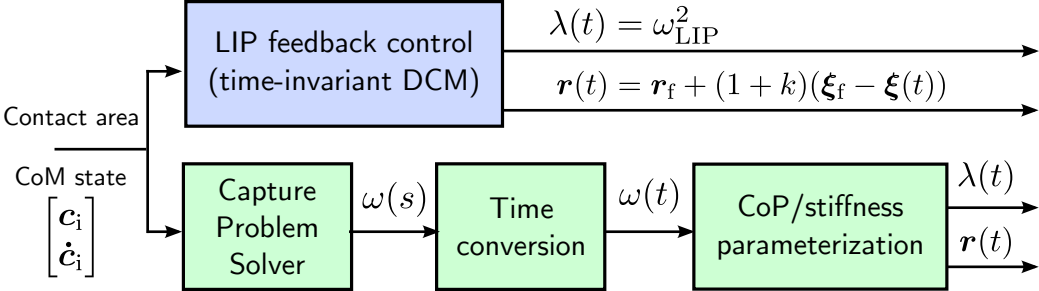 LIP feedback control
(time-invariant DCM)
λ(t) = ω²_LIP
r(t) = r_f + (1 + k)(ξ_f − ξ(t))
Contact area
CoM state
[c_i
ċ_i]
Capture
Problem
Solver
ω(s)
Time
conversion
ω(t)
CoP/stiffness
parameterization
λ(t)
r(t)